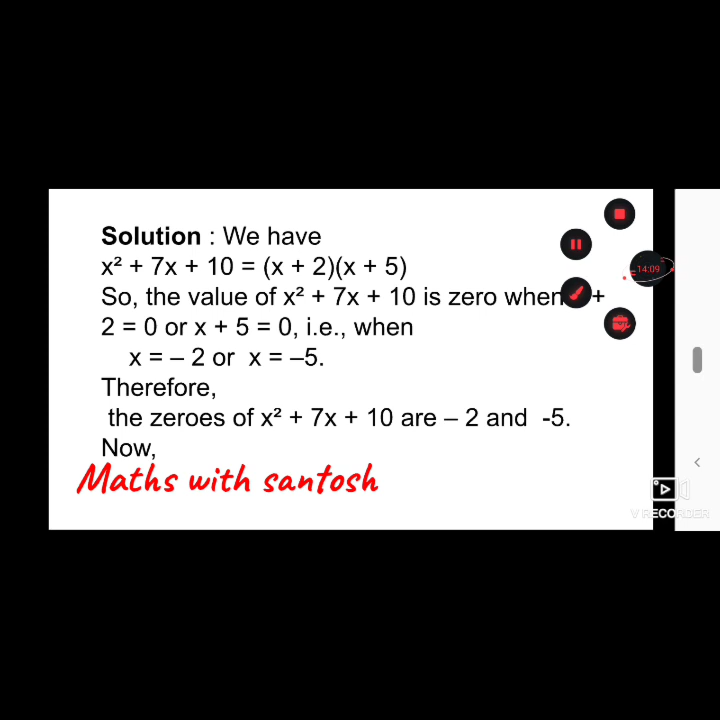 Solution : We have
x² + 7x + 10 = (x + 2)(x + 5)
So, the value of x² + 7x + 10 is zero when +
2 = 0 or x + 5 = 0, i.e., when
x = – 2 or x = –5.
Therefore,
the zeroes of x² + 7x + 10 are – 2 and -5.
Now,
Maths with santosh
14:09
V RECORDER